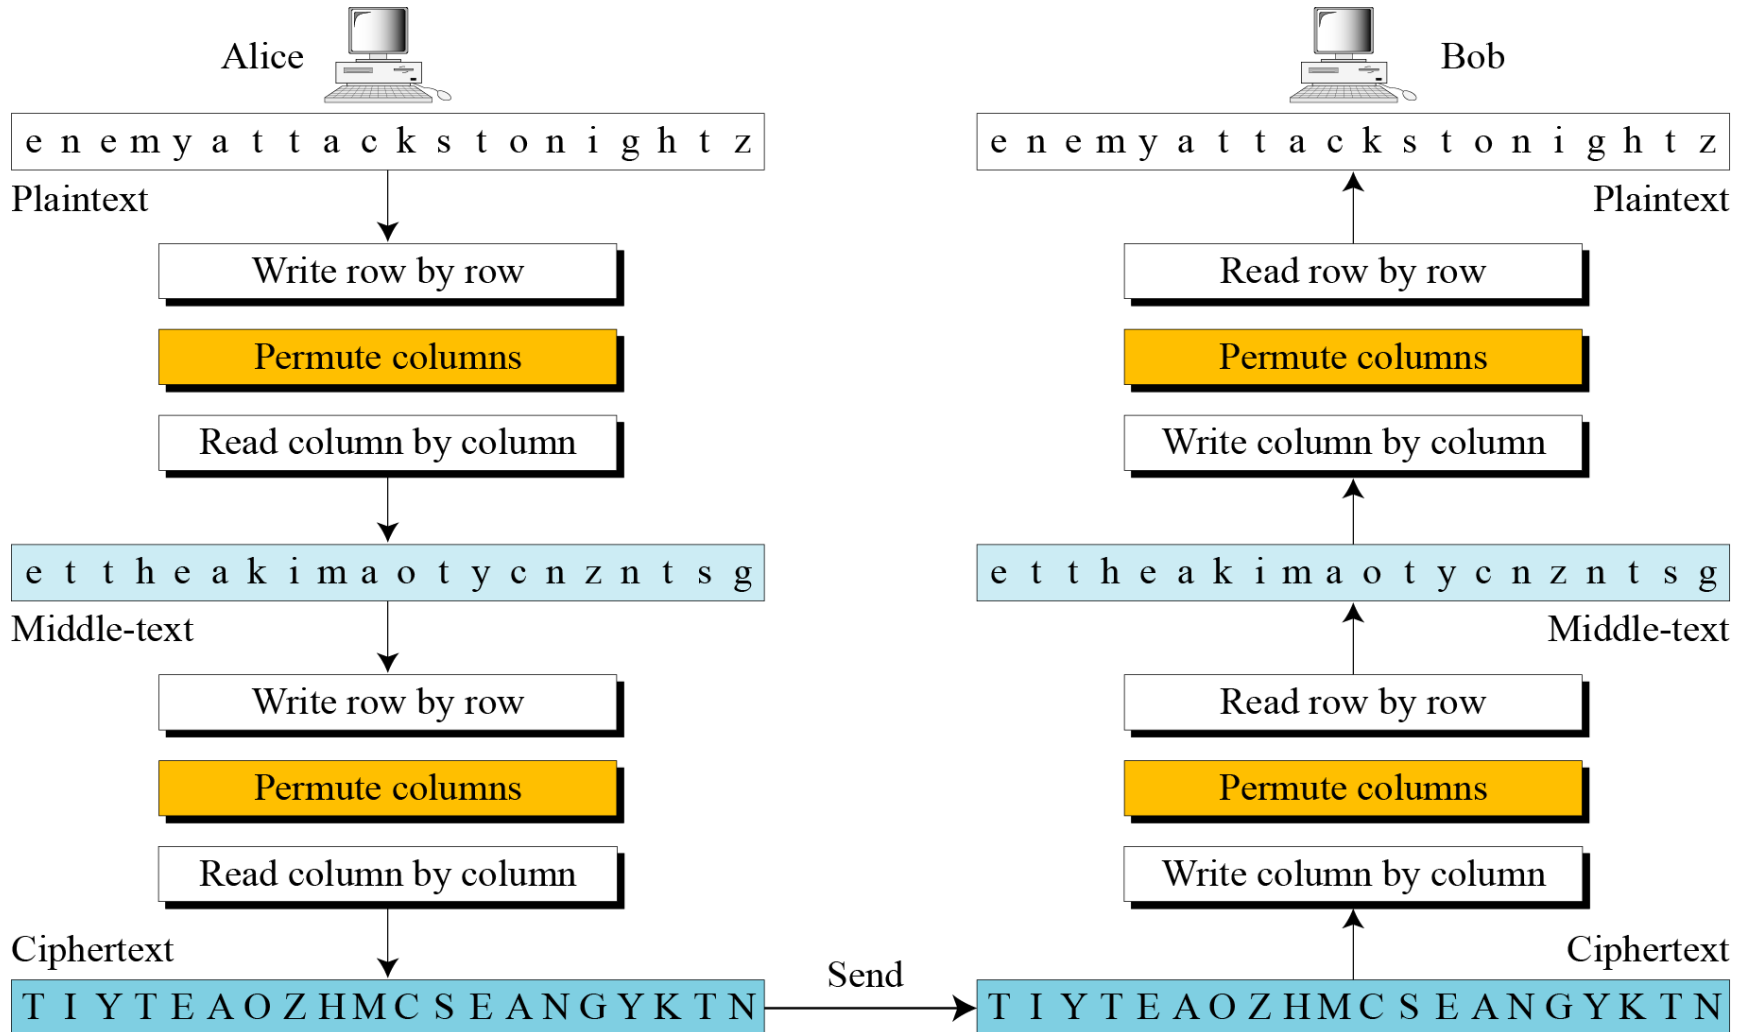 Alice
e n e m y a t t a c k s t o n i g h t z
Plaintext
Write row by row
Permute columns
Read column by column
e t t h e a k i m a o t y c n z n t s g
Middle-text
Write row by row
Permute columns
Read column by column
Ciphertext
T I Y T E A O Z H M C S E A N G Y K T N
Send
Bob
e n e m y a t t a c k s t o n i g h t z
Plaintext
Read row by row
Permute columns
Write column by column
e t t h e a k i m a o t y c n z n t s g
Middle-text
Read row by row
Permute columns
Write column by column
Ciphertext
T I Y T E A O Z H M C S E A N G Y K T N